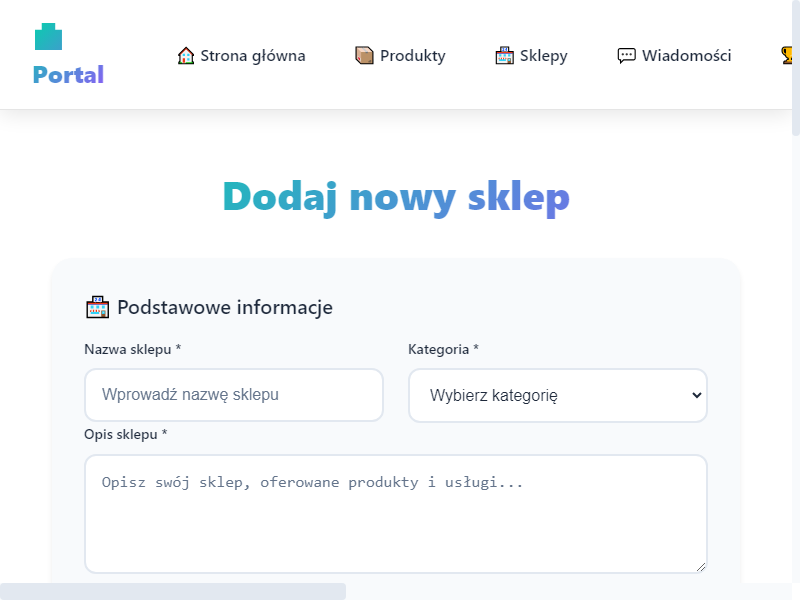 Portal
Strona główna
Produkty
Sklepy
Wiadomości
Dodaj nowy sklep
Podstawowe informacje
Nazwa sklepu *
Kategoria *
Wprowadź nazwę sklepu
Wybierz kategorię
Opis sklepu *
Opisz swój sklep, oferowane produkty i usługi...